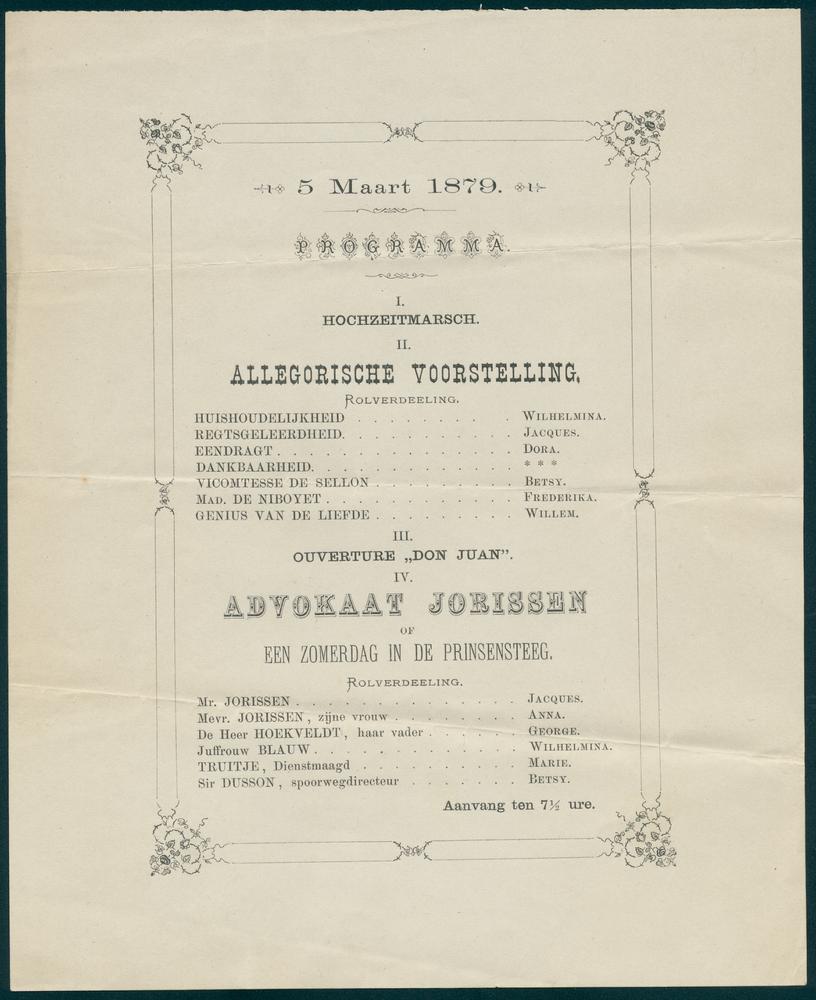 5 Maart 1879.
PROGRAMMA.
I.
HOCHZEITMARSCH.
II.
ALLEGORISCHE VOORSTELLING.
ROLVERDEELING.
HUISHOUDELIJKHEID . . . . . . . . . WILHELMINA.
REGTSGELEERDHEID. . . . . . . . . . . JACQUES.
EENDRAGT . . . . . . . . . . . . . . DORA.
DANKBAARHEID. . . . . . . . . . . . . * * *
VICOMTESSE DE SELLON . . . . . . . . . BETSY.
MAD. DE NIBOYET . . . . . . . . . . . FREDERIKA.
GENIUS VAN DE LIEFDE . . . . . . . . . WILLEM.
III.
OUVERTURE „DON JUAN”.
IV.
ADVOKAAT JORISSEN
OF
EEN ZOMERDAG IN DE PRINSENSTEEG.
ROLVERDEELING.
Mr. JORISSEN . . . . . . . . . . . . . . JACQUES.
Mevr. JORISSEN, zijne vrouw . . . . . . . . ANNA.
De Heer HOEKVELDT, haar vader . . . . . . GEORGE.
Juffrouw BLAUW . . . . . . . . . . . . . WILHELMINA.
TRUITJE, Dienstmaagd . . . . . . . . . . MARIE.
Sir DUSSON, spoorwegdirecteur . . . . . . . BETSY.
Aanvang ten 7½ ure.